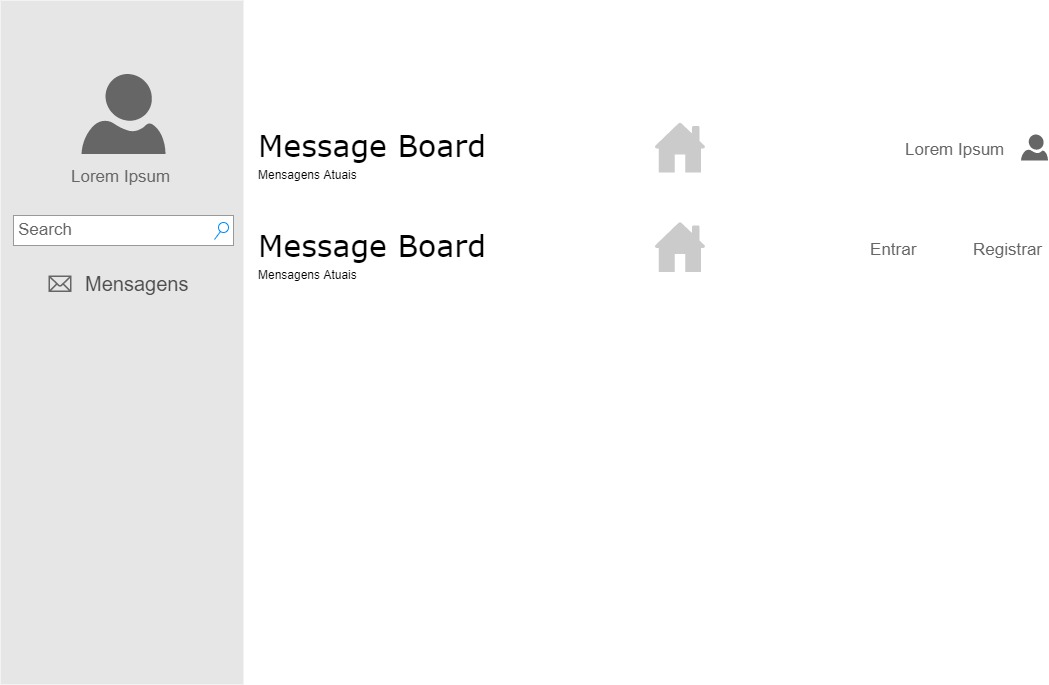 Lorem Ipsum
Search
Mensagens
Message Board
Mensagens Atuais
Lorem Ipsum
Message Board
Mensagens Atuais
Entrar
Registrar